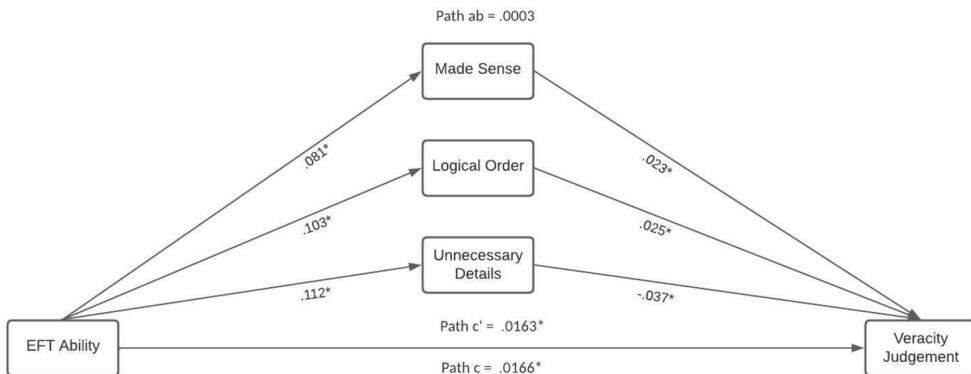 Path ab = .0003
Made Sense
.081*
.023*
Logical Order
.103*
.025*
Unnecessary
Details
.112*
-.037*
EFT Ability
Path c' = .0163*
Veracity
Judgement
Path c = .0166*